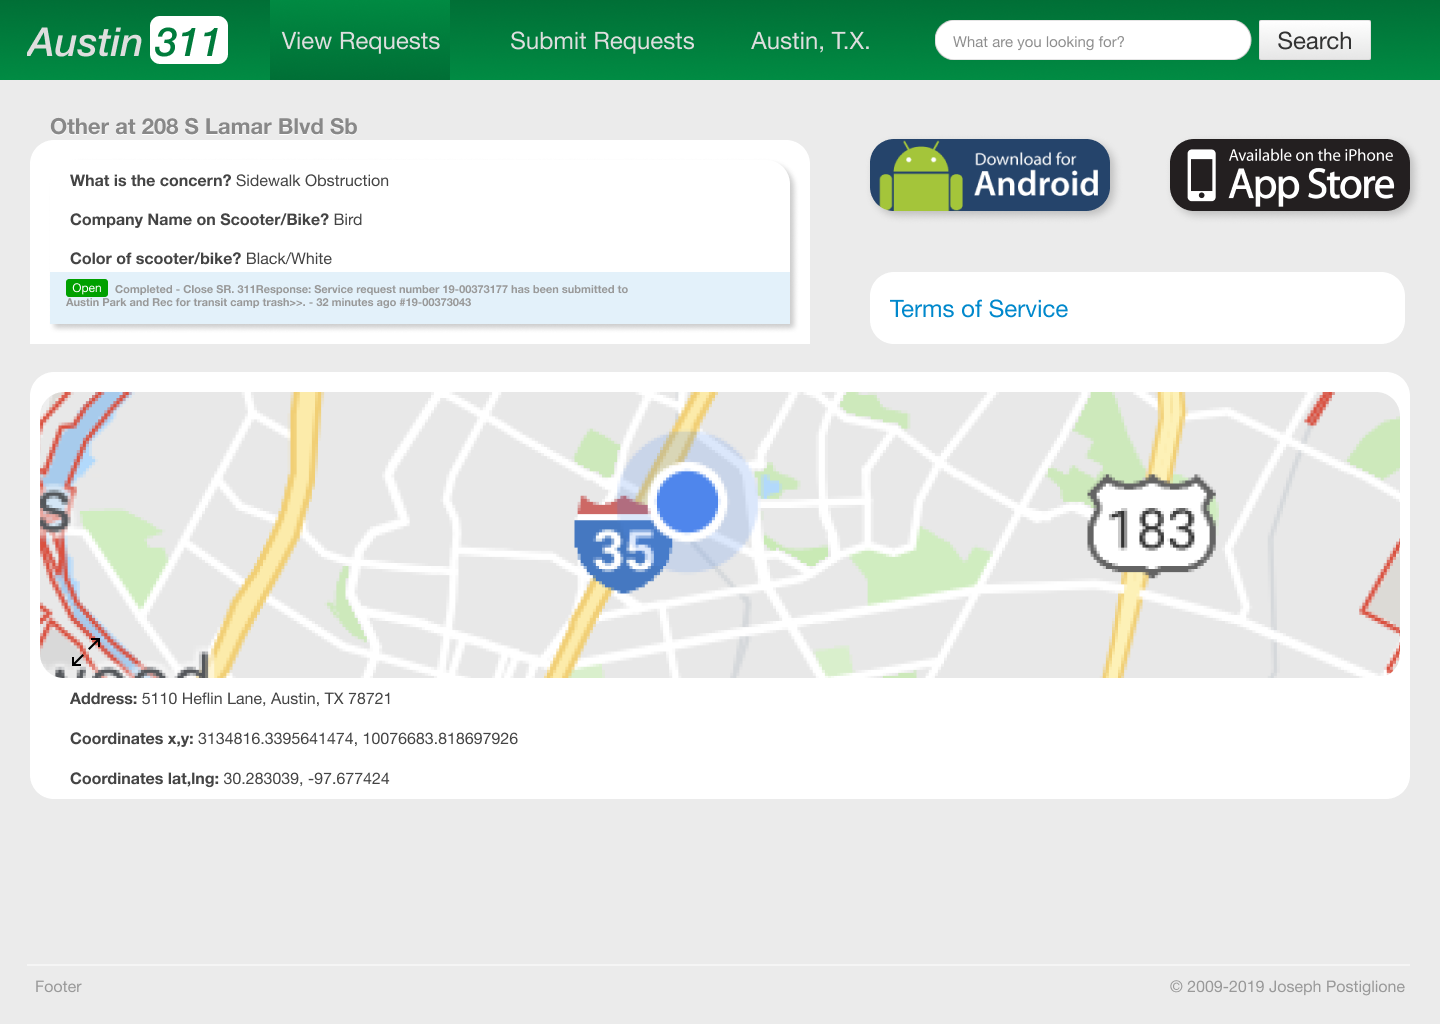 Austin 311
View Requests
Submit Requests
Austin, T.X.
What are you looking for?
Search
Other at 208 S Lamar Blvd Sb
What is the concern? Sidewalk Obstruction
Company Name on Scooter/Bike? Bird
Color of scooter/bike? Black/White
Open Completed - Close SR. 311Response: Service request number 19-00373177 has been submitted to
Austin Park and Rec for transit camp trash>>. - 32 minutes ago #19-00373043
Download for
Android
Available on the iPhone
App Store
Terms of Service
S
35
183
Address: 5110 Heflin Lane, Austin, TX 78721
Coordinates x,y: 3134816.3395641474, 10076683.818697926
Coordinates lat,lng: 30.283039, -97.677424
Footer
© 2009-2019 Joseph Postiglione